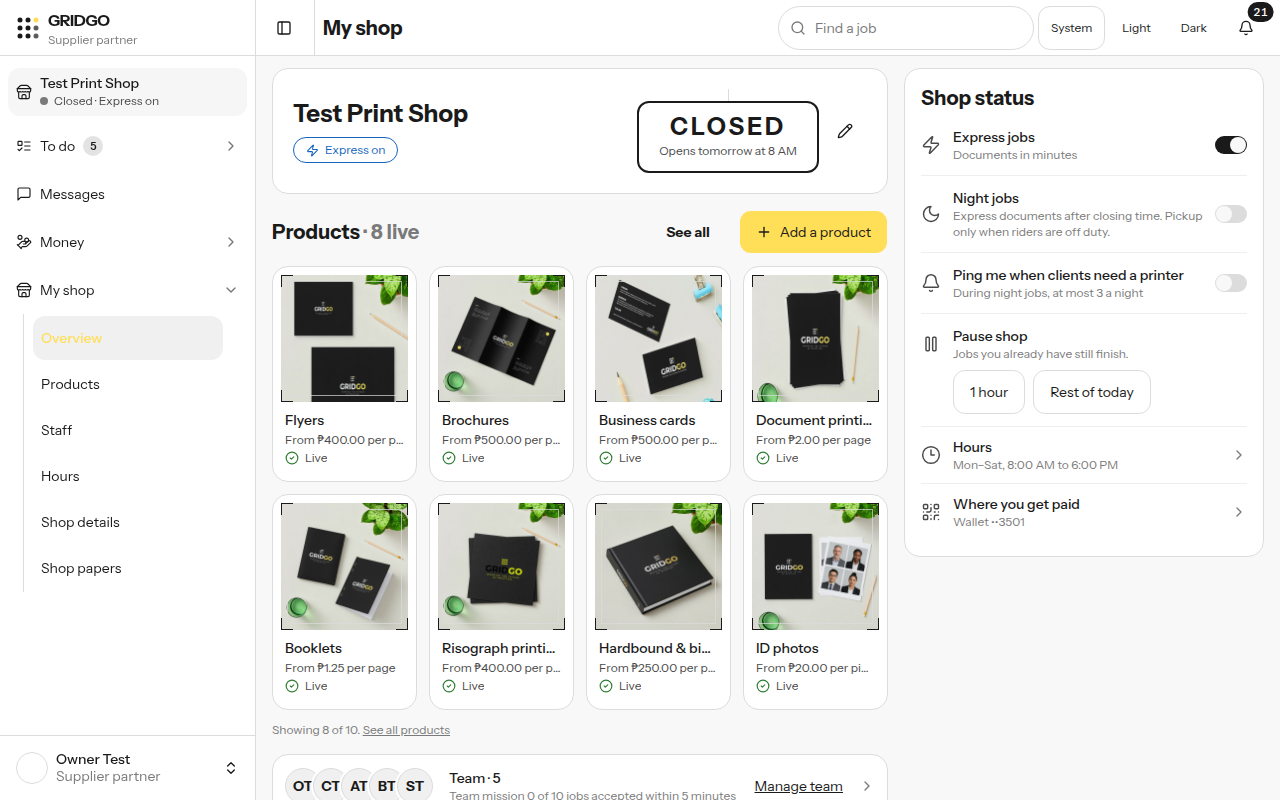 GRIDGO
Supplier partner
My shop
Find a job
System
Light
Dark
21
Test Print Shop
Closed · Express on
To do 5
Messages
Money
My shop
Overview
Products
Staff
Hours
Shop details
Shop papers
Owner Test
Supplier partner
Test Print Shop
Express on
CLOSED
Opens tomorrow at 8 AM
Products · 8 live
See all
Add a product
Flyers
From ₱400.00 per p...
Live
Brochures
From ₱500.00 per p...
Live
Business cards
From ₱500.00 per p...
Live
Document printi...
From ₱2.00 per page
Live
Booklets
From ₱1.25 per page
Live
Risograph printi...
From ₱400.00 per p...
Live
Hardbound & bi...
From ₱250.00 per p...
Live
ID photos
From ₱20.00 per pi...
Live
Showing 8 of 10. See all products
OT CT AT BT ST
Team · 5
Team mission 0 of 10 jobs accepted within 5 minutes
Manage team
Shop status
Express jobs
Documents in minutes
Night jobs
Express documents after closing time. Pickup
only when riders are off duty.
Ping me when clients need a printer
During night jobs, at most 3 a night
Pause shop
Jobs you already have still finish.
1 hour
Rest of today
Hours
Mon–Sat, 8:00 AM to 6:00 PM
Where you get paid
Wallet ••3501